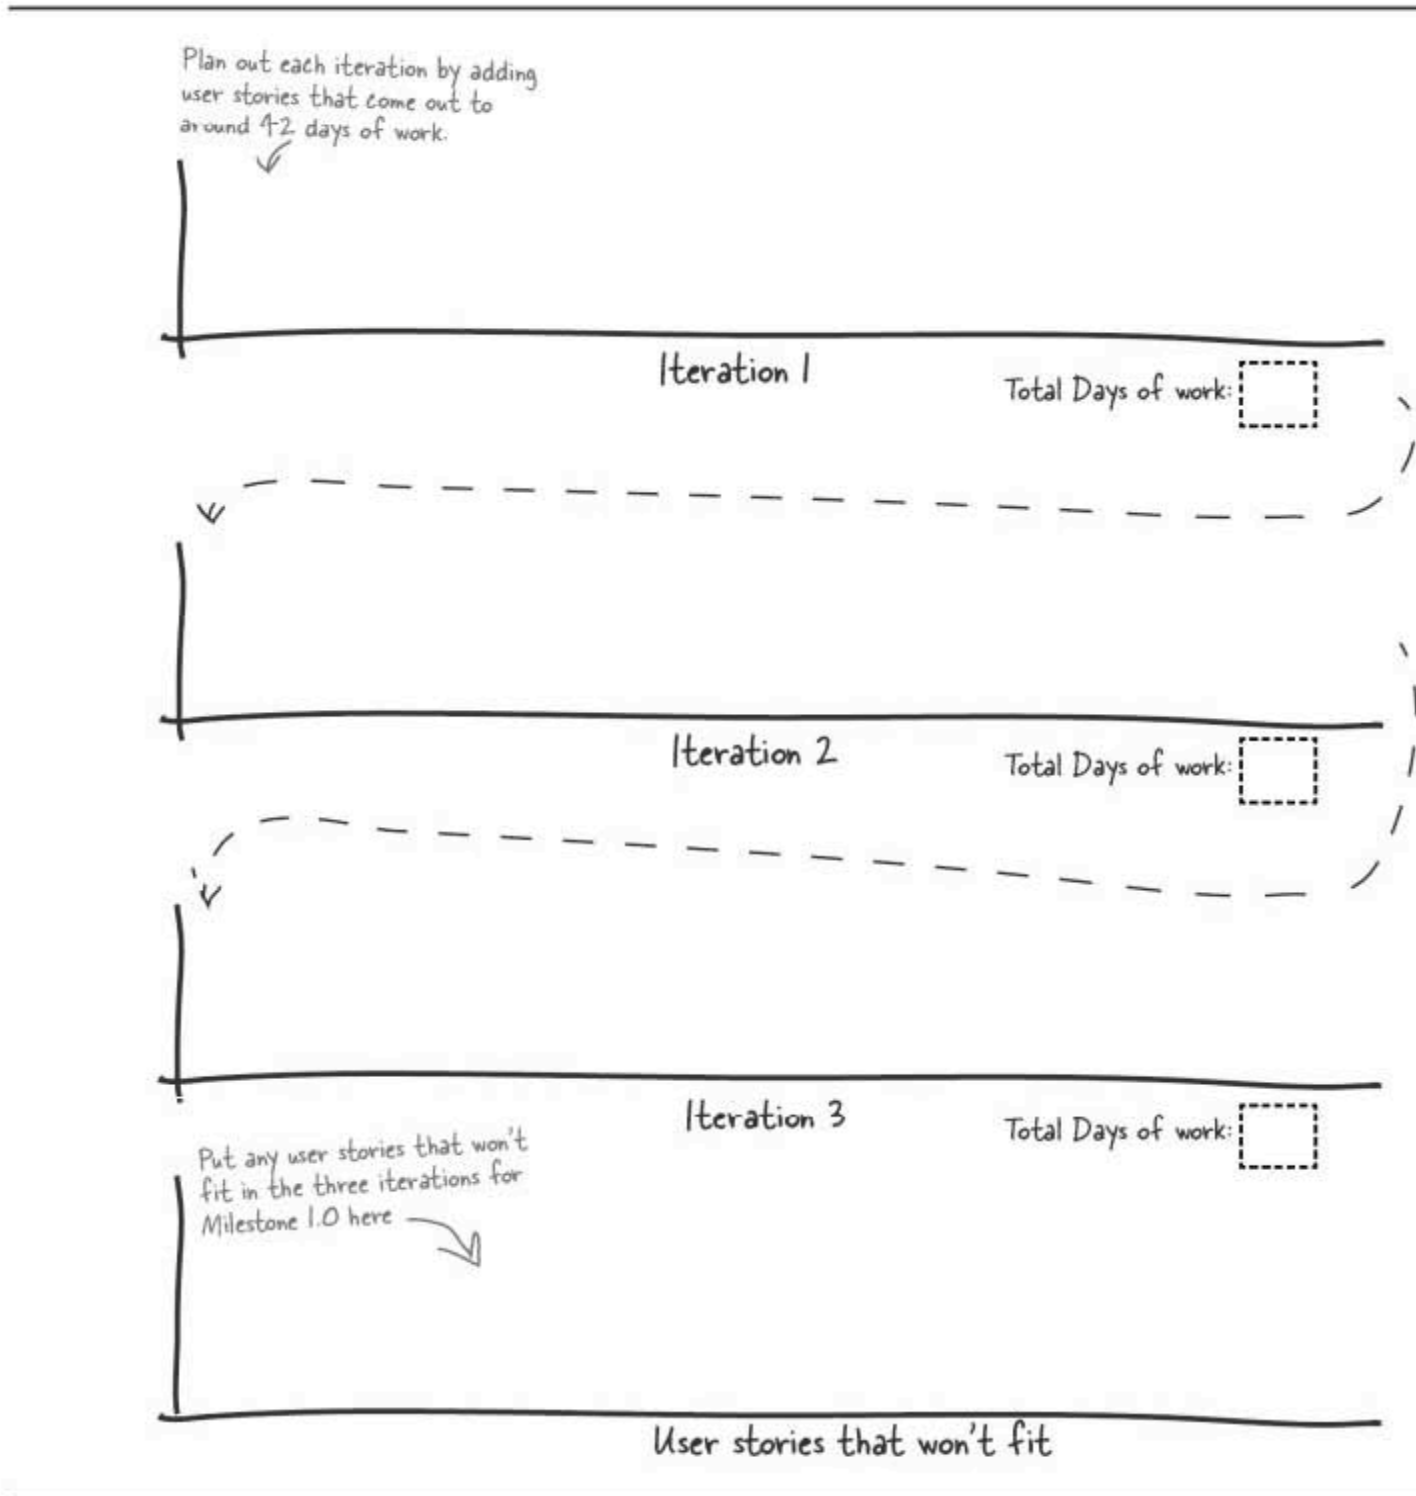 Plan out each iteration by adding
user stories that come out to
around 42 days of work.
Iteration 1
Total Days of work:
Iteration 2
Total Days of work:
Iteration 3
Total Days of work:
Put any user stories that won't
fit in the three iterations for
Milestone 1.0 here
User stories that won't fit